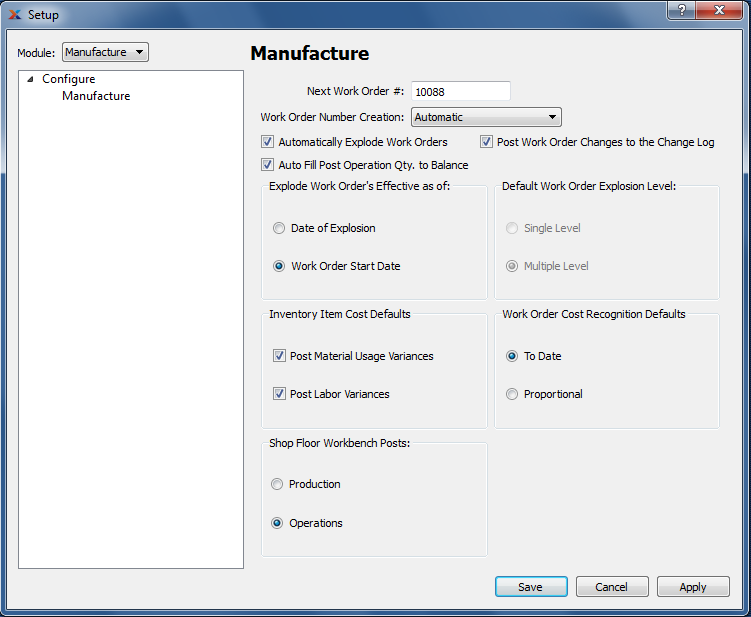 Setup
Module: Manufacture
Configure
Manufacture
Manufacture
Next Work Order #: 10088
Work Order Number Creation: Automatic
Automatically Explode Work Orders
Post Work Order Changes to the Change Log
Auto Fill Post Operation Qty. to Balance
Explode Work Order's Effective as of:
Date of Explosion
Work Order Start Date
Default Work Order Explosion Level:
Single Level
Multiple Level
Inventory Item Cost Defaults
Post Material Usage Variances
Post Labor Variances
Work Order Cost Recognition Defaults
To Date
Proportional
Shop Floor Workbench Posts:
Production
Operations
Save
Cancel
Apply